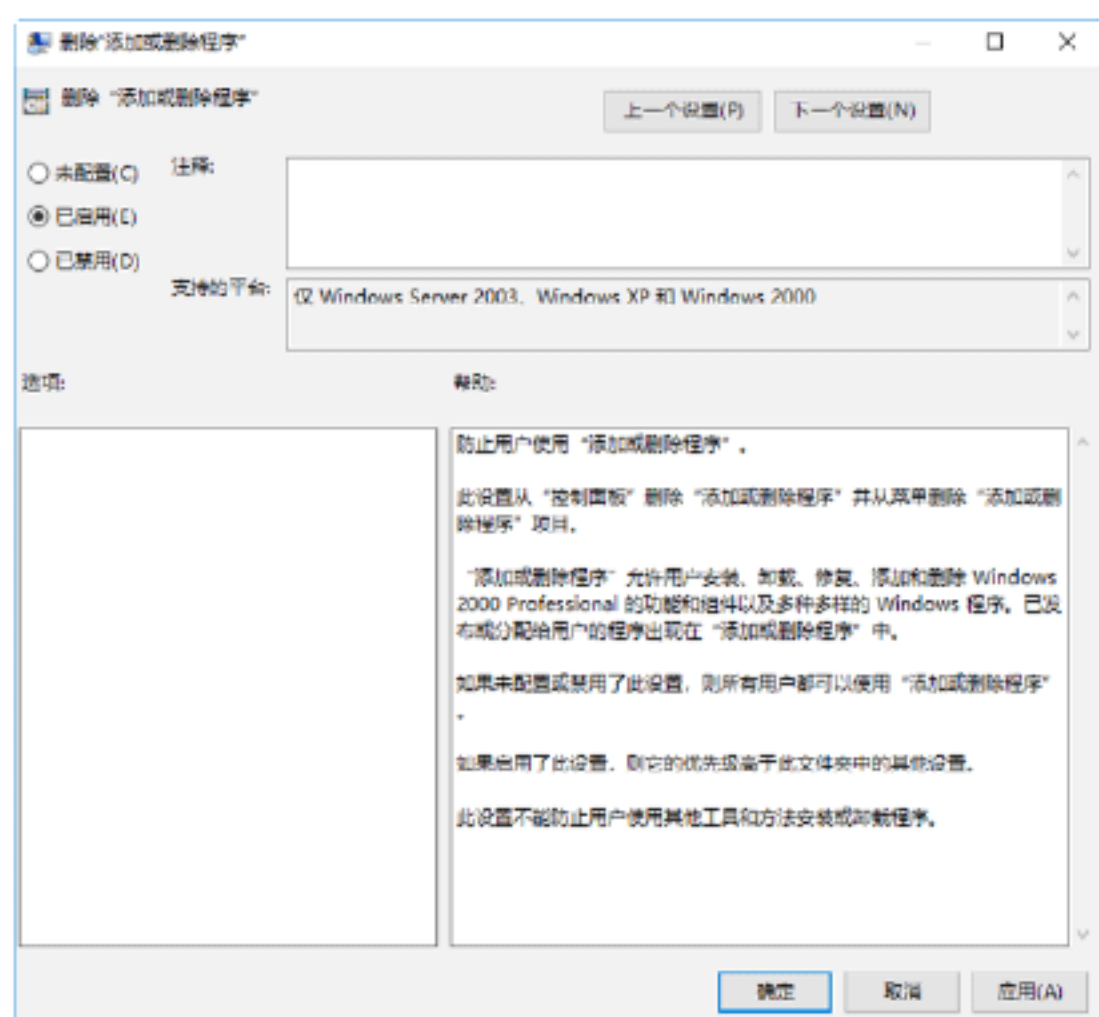 删除"添加或删除程序"
删除 "添加或删除程序"
上一个设置(P)
下一个设置(N)
未配置(C)
注释:
已启用(E)
已禁用(D)
支持的平台:
仅 Windows Server 2003、Windows XP 和 Windows 2000
选项:
帮助:
防止用户使用 "添加或删除程序" 。
此设置从 "控制面板" 删除 "添加或删除程序" 并从菜单删除 "添加或删
除程序" 项目。
"添加或删除程序" 允许用户安装、卸载、修复、添加和删除 Windows
2000 Professional 的功能和组件以及多种多样的 Windows 程序。已发
布或分配给用户的程序出现在 "添加或删除程序" 中。
如果未配置或禁用了此设置，则所有用户都可以使用 "添加或删除程序"
。
如果启用了此设置，则它的优先级高于此文件夹中的其他设置。
此设置不能防止用户使用其他工具和方法安装或卸载程序。
确定
取消
应用(A)